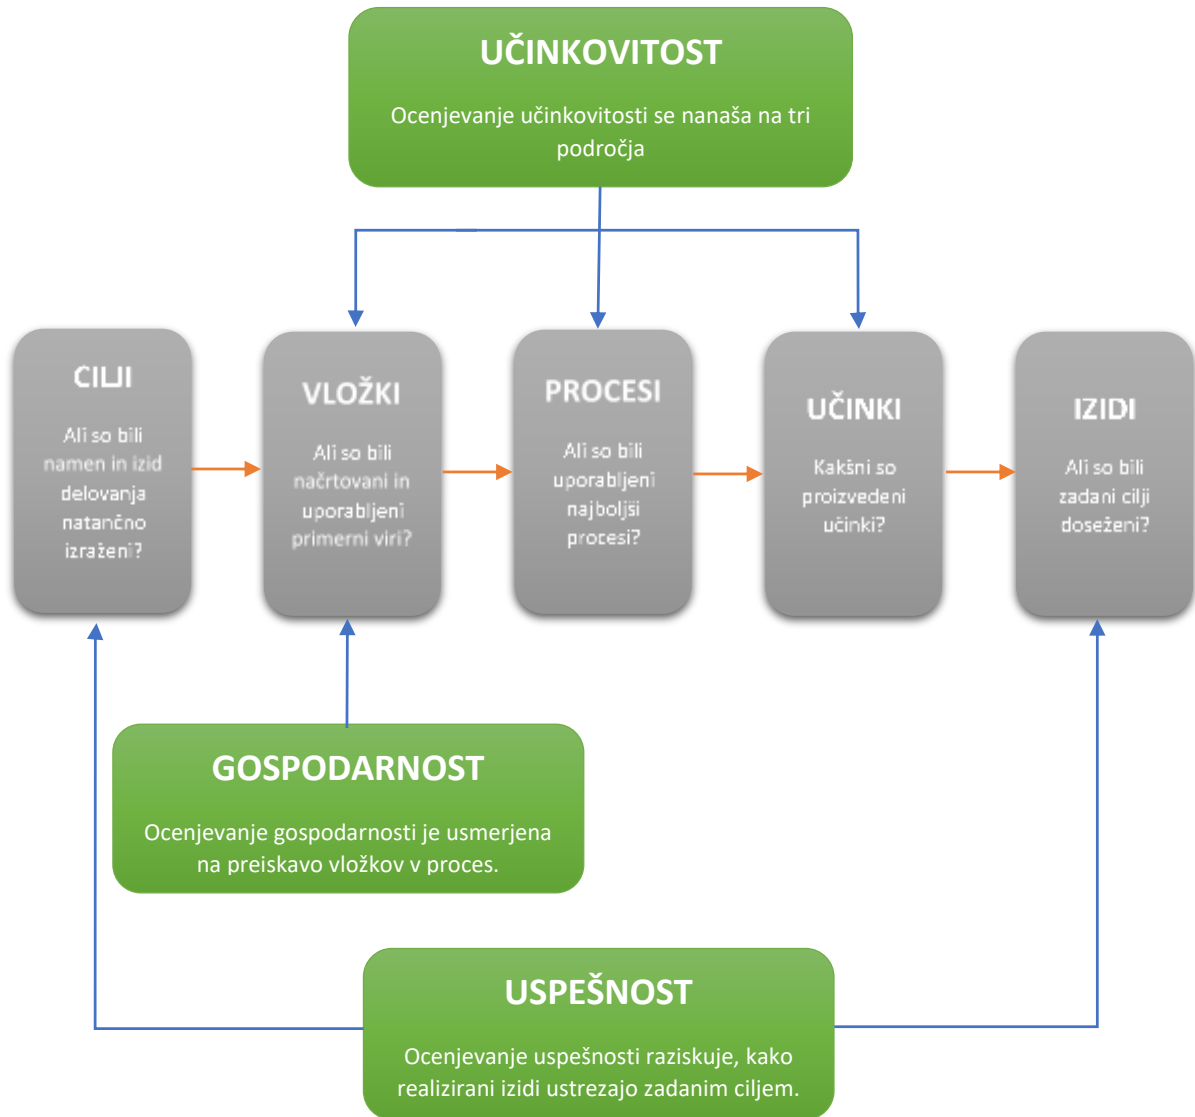 UČINKOVITOST
Ocenjevanje učinkovitosti se nanaša na tri
področja
CILJI
Ali so bili
namen in izid
delovanja
natančno
izraženi?
VLOŽKI
Ali so bili
načrtovani in
uporabljeni
primerni viri?
PROCESI
Ali so bili
uporabljeni
najboljši
procesi?
UČINKI
Kakšni so
proizvedeni
učinki?
IZIDI
Ali so bili
zadani cilji
doseženi?
GOSPODARNOST
Ocenjevanje gospodarnosti je usmerjena
na preiskavo vložkov v proces.
USPEŠNOST
Ocenjevanje uspešnosti raziskuje, kako
realizirani izidi ustrezajo zadanim ciljem.